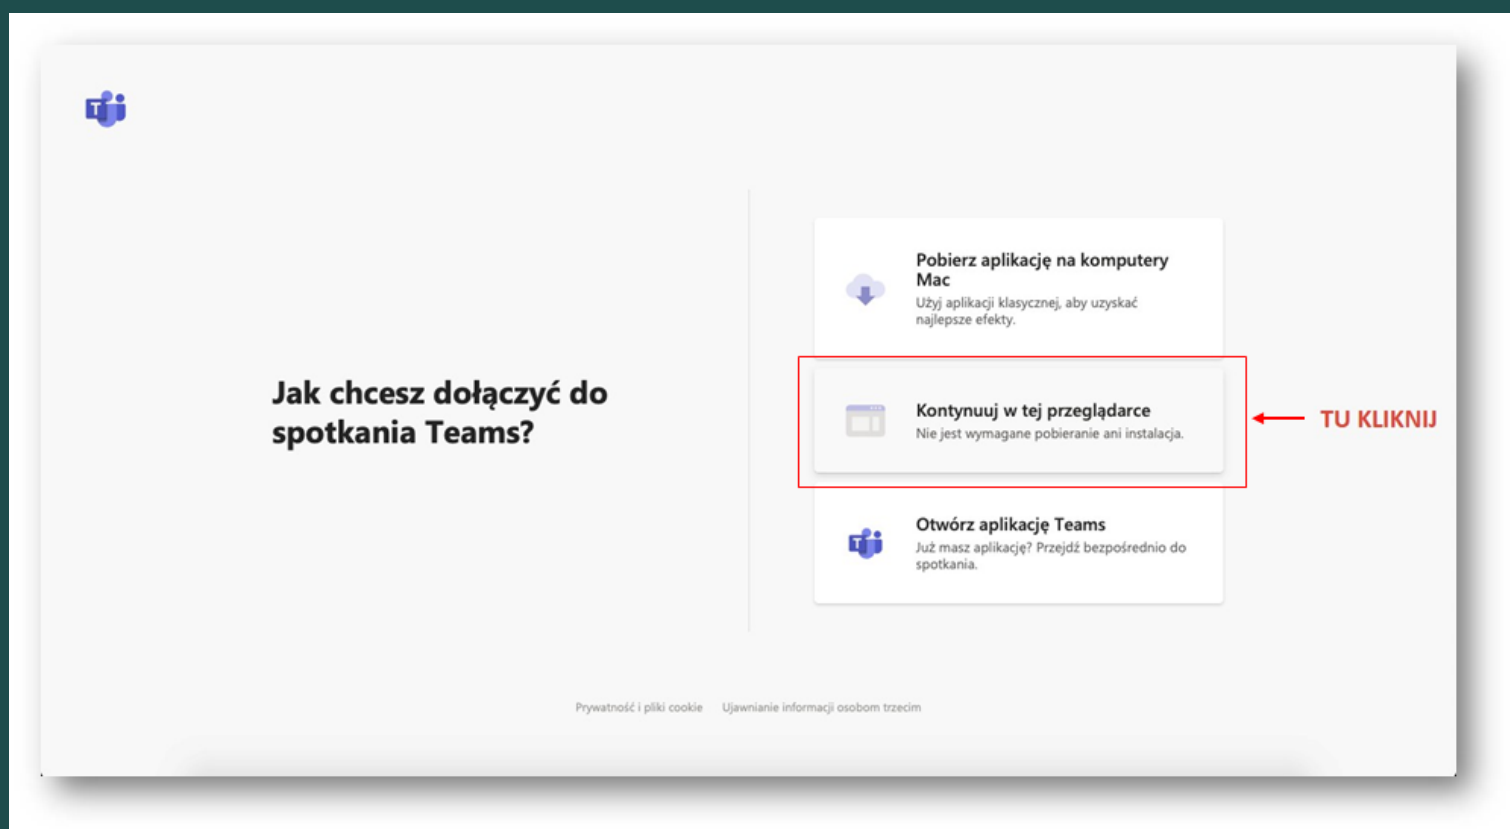 Jak chcesz dołączyć do
spotkania Teams?
Pobierz aplikację na komputery
Mac
Użyj aplikacji klasycznej, aby uzyskać
najlepsze efekty.
Kontynuuj w tej przeglądarce
Nie jest wymagane pobieranie ani instalacja.
TU KLIKNIJ
Otwórz aplikację Teams
Już masz aplikację? Przejdź bezpośrednio do
spotkania.
Prywatność i pliki cookie Ujawnianie informacji osobom trzecim